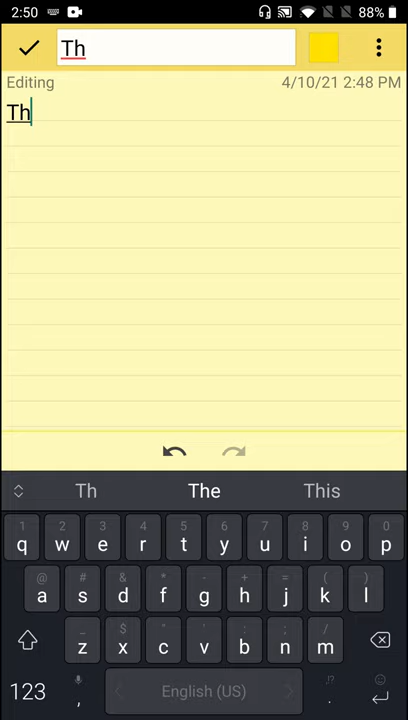 2:50 88%
Th
Editing 4/10/21 2:48 PM
Th
Th The This
1 2 3 4 5 6 7 8 9 0
q w e r t y u i o p
@ # & * - + = ( )
a s d f g h j k l
_ $ " ' : ; /
z x c v b n m
123 , English (US) .
!?